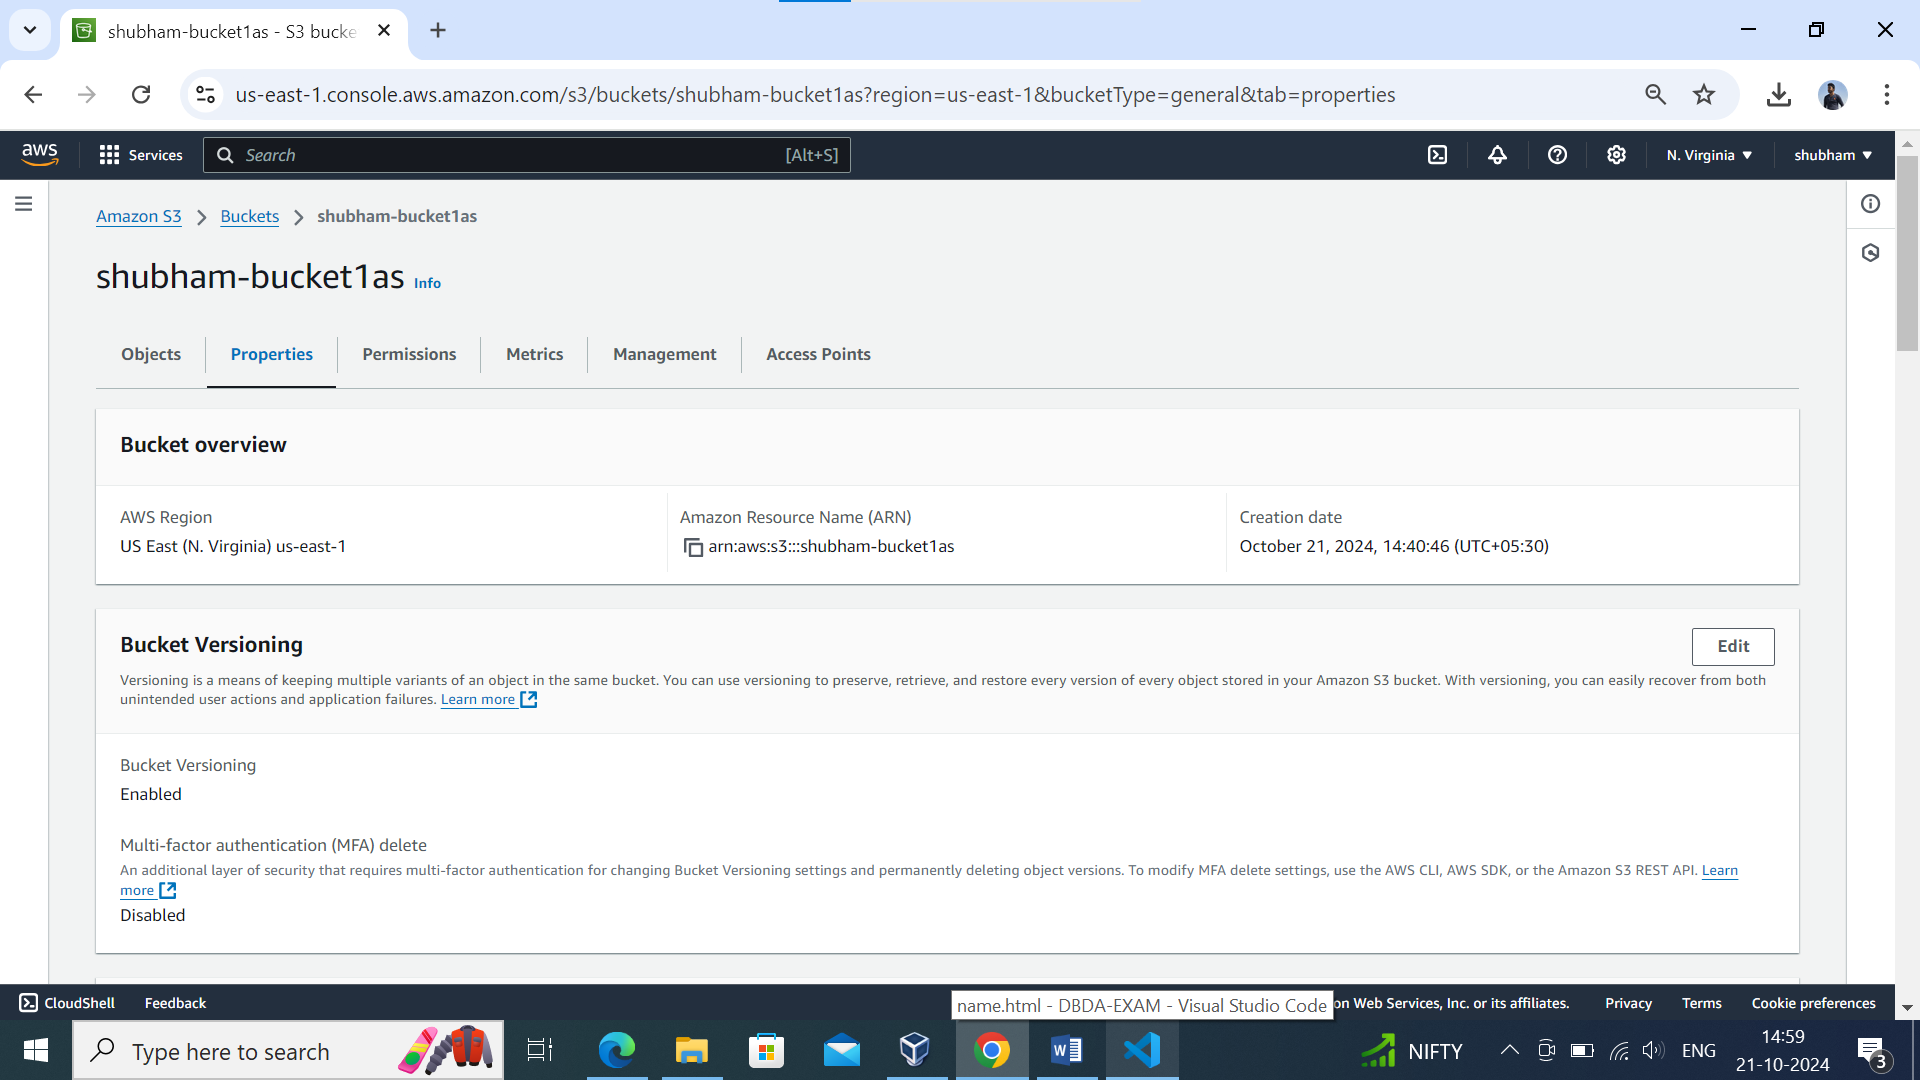 shubham-bucket1as - S3 bucke
us-east-1.console.aws.amazon.com/s3/buckets/shubham-bucket1as?region=us-east-1&bucketType=general&tab=properties
aws Services Search [Alt+S] N. Virginia shubham
Amazon S3 Buckets shubham-bucket1as
shubham-bucket1as Info
Objects Properties Permissions Metrics Management Access Points
Bucket overview
AWS Region Amazon Resource Name (ARN) Creation date
US East (N. Virginia) us-east-1 arn:aws:s3:::shubham-bucket1as October 21, 2024, 14:40:46 (UTC+05:30)
Bucket Versioning Edit
Versioning is a means of keeping multiple variants of an object in the same bucket. You can use versioning to preserve, retrieve, and restore every version of every object stored in your Amazon S3 bucket. With versioning, you can easily recover from both
unintended user actions and application failures. Learn more
Bucket Versioning
Enabled
Multi-factor authentication (MFA) delete
An additional layer of security that requires multi-factor authentication for changing Bucket Versioning settings and permanently deleting object versions. To modify MFA delete settings, use the AWS CLI, AWS SDK, or the Amazon S3 REST API. Learn
more
Disabled
CloudShell Feedback name.html - DBDA-EXAM - Visual Studio Code on Web Services, Inc. or its affiliates. Privacy Terms Cookie preferences
Type here to search NIFTY ENG 14:59
21-10-2024 3